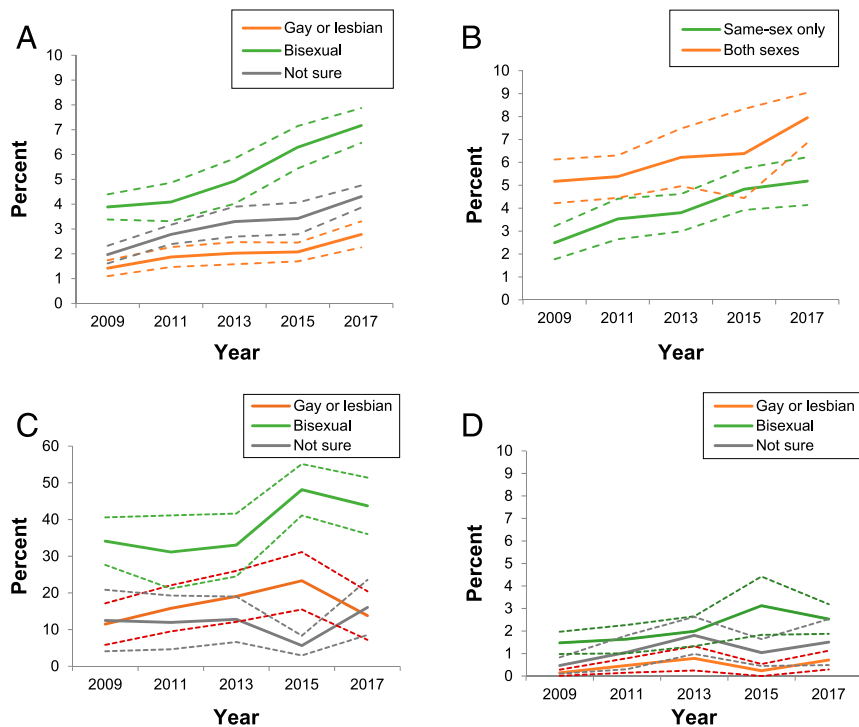 A
Gay or lesbian
Bisexual
Not sure
10
9
8
7
6
5
4
3
2
1
0
Percent
2009 2011 2013 2015 2017
Year
B
Same-sex only
Both sexes
10
9
8
7
6
5
4
3
2
1
0
Percent
2009 2011 2013 2015 2017
Year
C
Gay or lesbian
Bisexual
Not sure
60
50
40
30
20
10
0
Percent
2009 2011 2013 2015 2017
Year
D
Gay or lesbian
Bisexual
Not sure
10
9
8
7
6
5
4
3
2
1
0
Percent
2009 2011 2013 2015 2017
Year